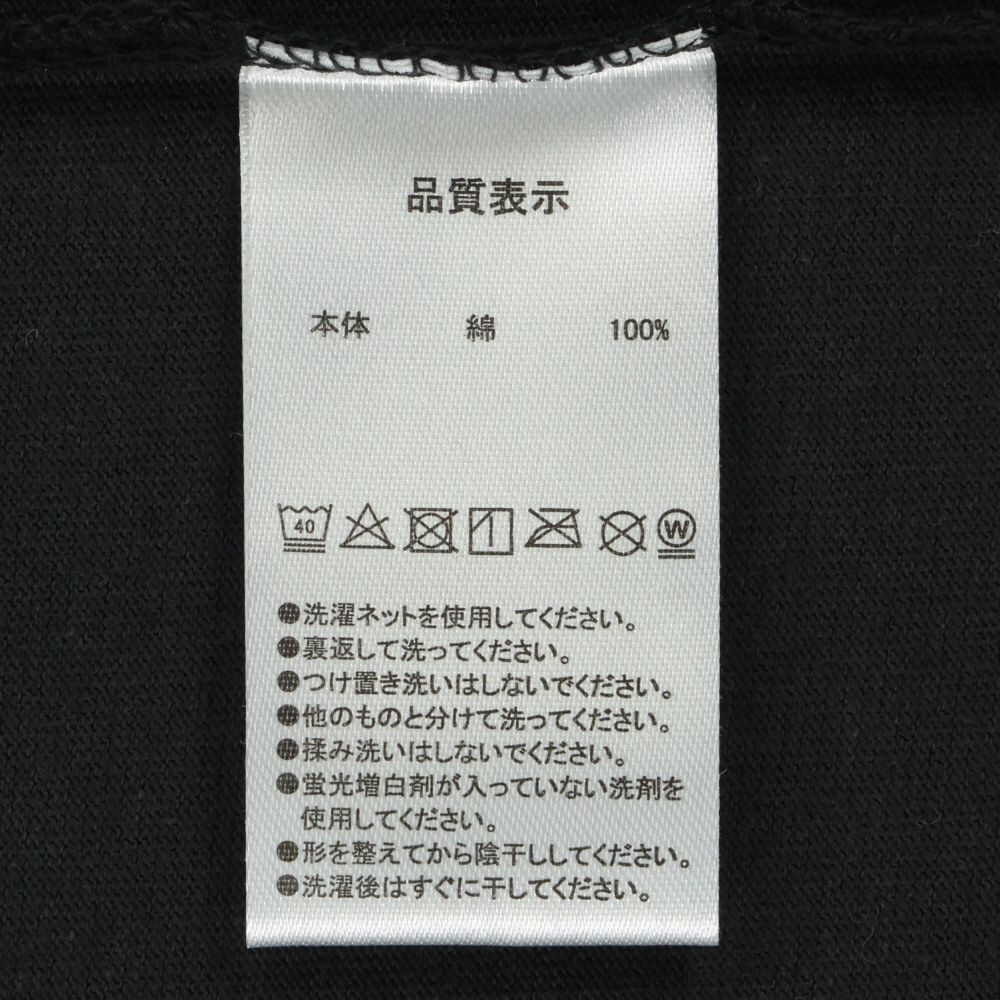 品質表示
本体 綿 100%
40 W
●洗濯ネットを使用してください。
●裏返して洗ってください。
●つけ置き洗いはしないでください。
●他のものと分けて洗ってください。
●揉み洗いはしないでください。
●蛍光増白剤が入っていない洗剤を
使用してください。
●形を整えてから陰干ししてください。
●洗濯後はすぐに干してください。